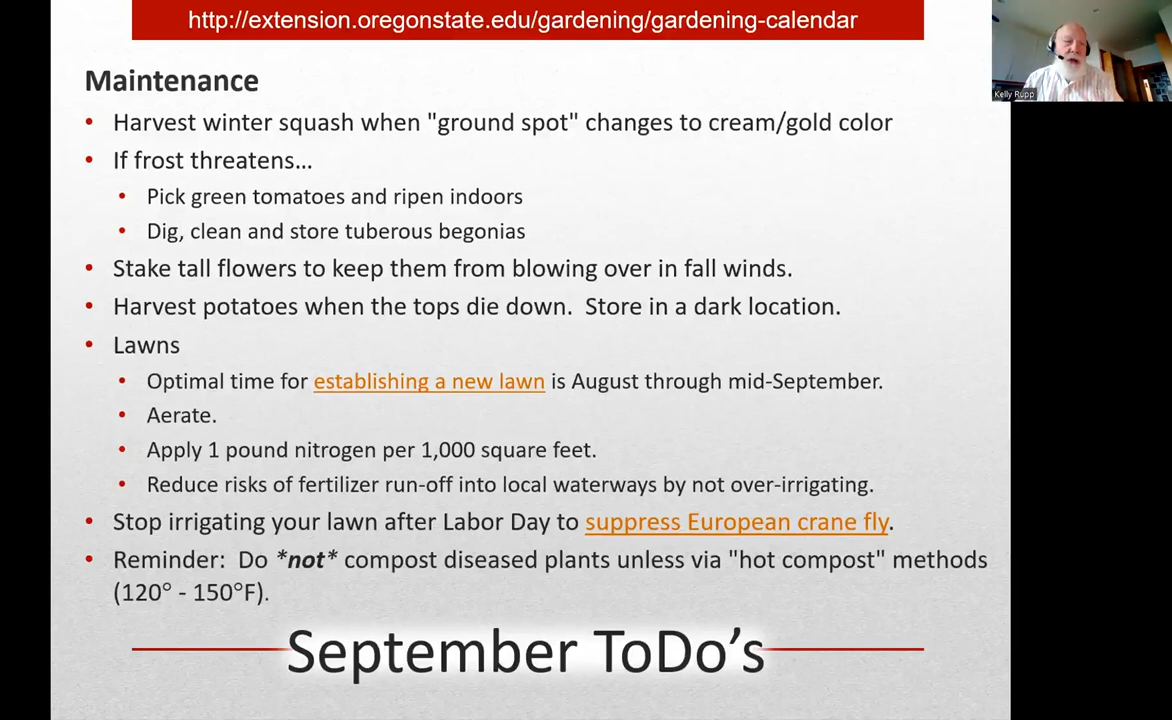 http://extension.oregonstate.edu/gardening/gardening-calendar
Kelly Rupp
Maintenance
• Harvest winter squash when "ground spot" changes to cream/gold color
• If frost threatens…
• Pick green tomatoes and ripen indoors
• Dig, clean and store tuberous begonias
• Stake tall flowers to keep them from blowing over in fall winds.
• Harvest potatoes when the tops die down.  Store in a dark location.
• Lawns
• Optimal time for establishing a new lawn is August through mid-September.
• Aerate.
• Apply 1 pound nitrogen per 1,000 square feet.
• Reduce risks of fertilizer run-off into local waterways by not over-irrigating.
• Stop irrigating your lawn after Labor Day to suppress European crane fly.
• Reminder:  Do *not* compost diseased plants unless via "hot compost" methods
(120° - 150°F).
September ToDo’s